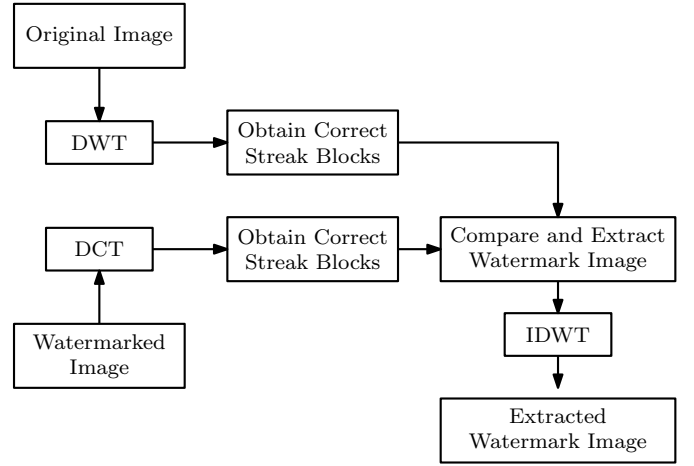 Original Image
DWT
Obtain Correct
Streak Blocks
DCT
Obtain Correct
Streak Blocks
Compare and Extract
Watermark Image
Watermarked
Image
IDWT
Extracted
Watermark Image